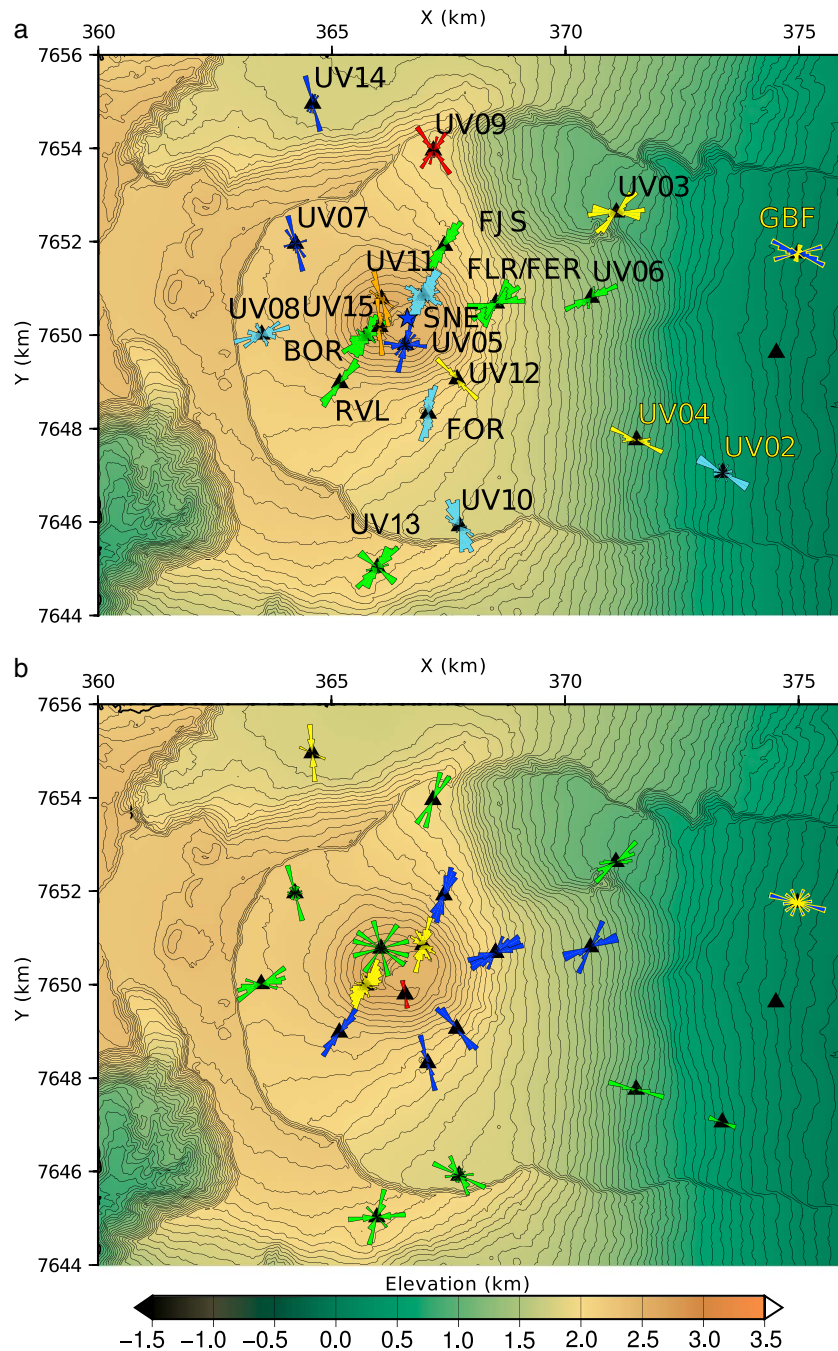 X (km)
a
360 365 370 375
7656
7654
7652
7650
7648
7646
7644
Y (km)
UV14
UV09
UV03
UV07
FJS
GBF
UV11
FLR/FER
UV06
UV08
UV15
SNE
BOR
UV05
UV12
RVL
FOR
UV04
UV02
UV10
UV13
X (km)
b
360 365 370 375
7656
7654
7652
7650
7648
7646
7644
Y (km)
Elevation (km)
−1.5 −1.0 −0.5 0.0 0.5 1.0 1.5 2.0 2.5 3.0 3.5